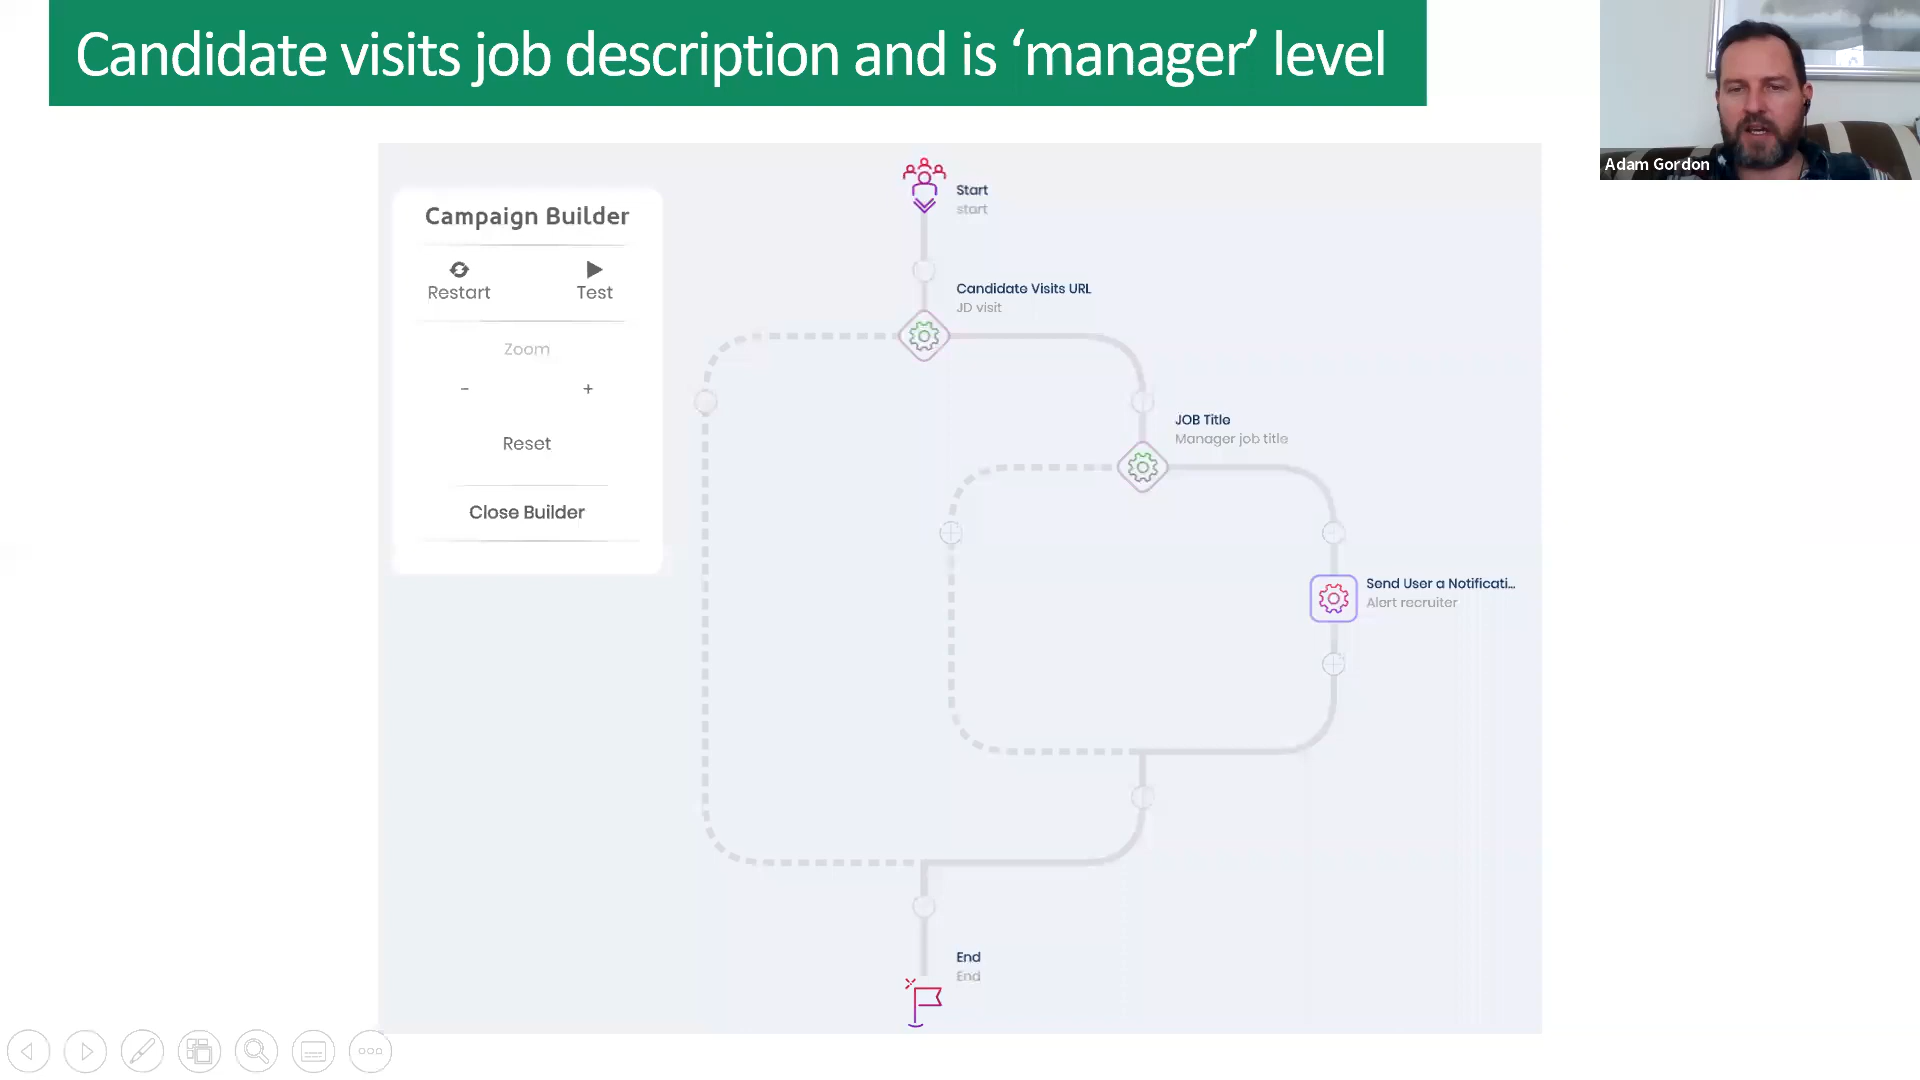 Candidate visits job description and is ‘manager’ level
Adam Gordon
Campaign Builder
Restart
Test
Zoom
-
+
Reset
Close Builder
Start
start
Candidate Visits URL
JD visit
JOB Title
Manager job title
Send User a Notificati...
Alert recruiter
End
End